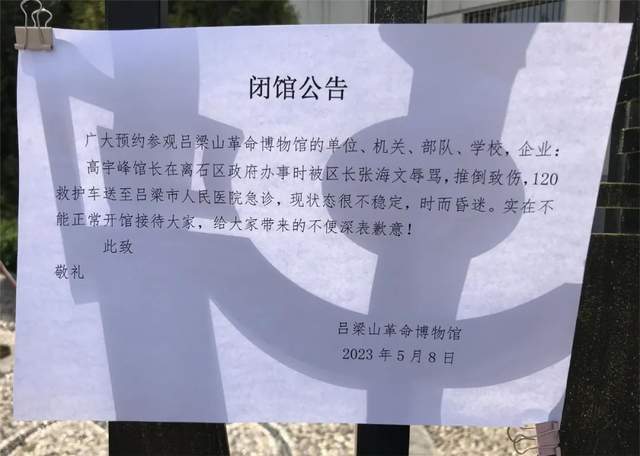 闭馆公告
广大预约参观吕梁山革命博物馆的单位、机关、部队、学校，企业：
高宇峰馆长在离石区政府办事时被区长张海文辱骂，推倒致伤，120
救护车送至吕梁市人民医院急诊，现状态很不稳定，时而昏迷。实在不
能正常开馆接待大家，给大家带来的不便深表歉意！
此致
敬礼
吕梁山革命博物馆
2023 年 5 月 8 日